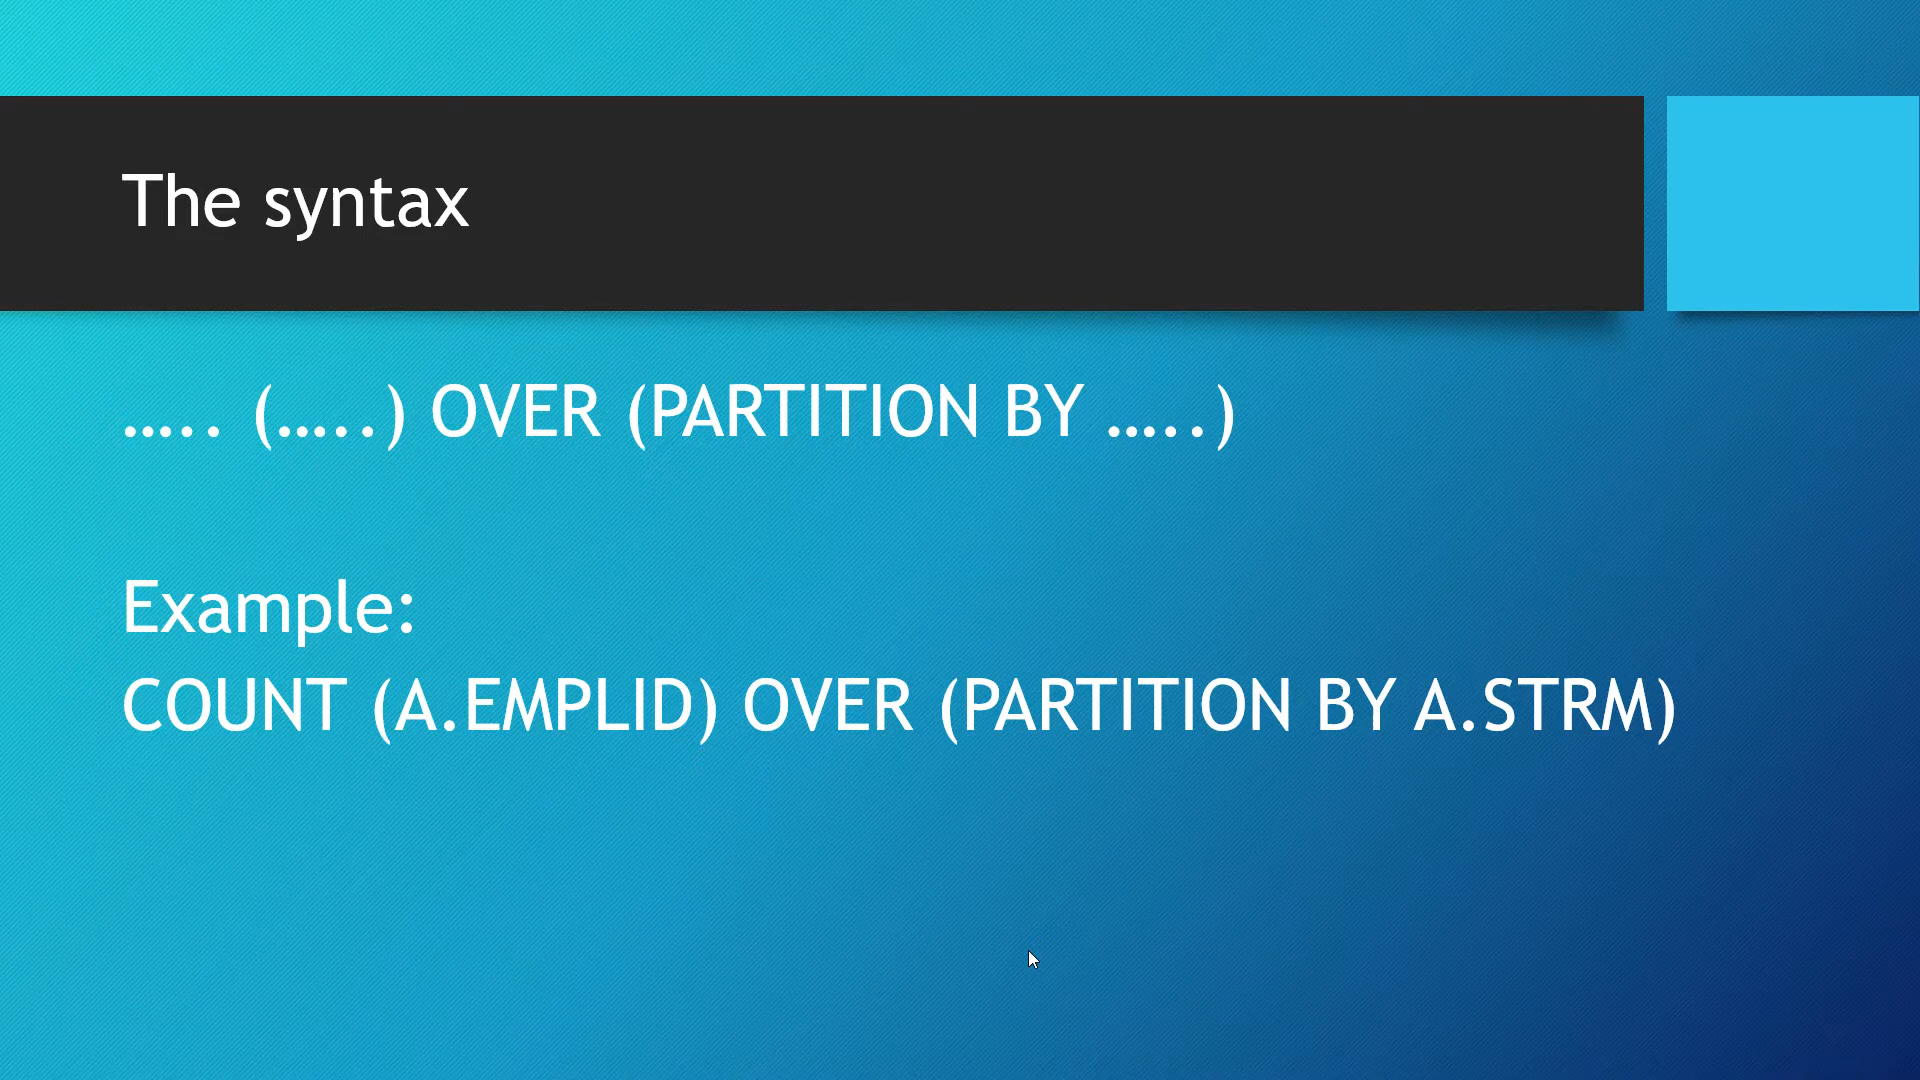 The syntax
….. (…..) OVER (PARTITION BY …..)
Example:
COUNT (A.EMPLID) OVER (PARTITION BY A.STRM)